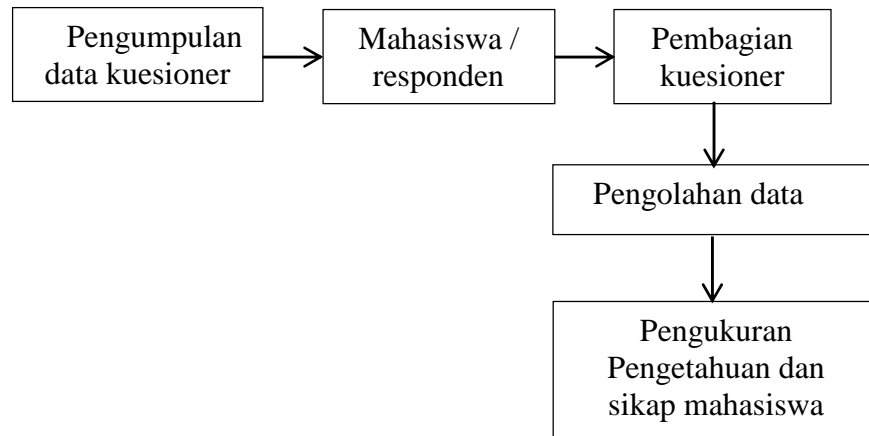 Pengumpulan
data kuesioner
Mahasiswa /
responden
Pembagian
kuesioner
Pengolahan data
Pengukuran
Pengetahuan dan
sikap mahasiswa